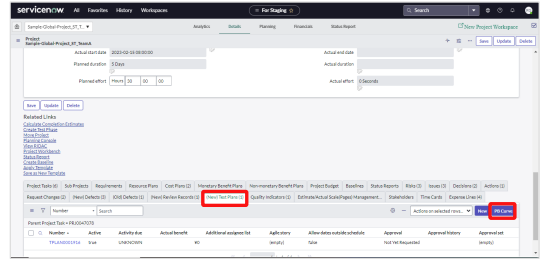 servicenow All Favorites History Workspaces For Staging ☆ Search
Sample-Global-Project_ST_T... Analytics Details Planning Financials Status Report New Project Workspace
Project
Sample-Global-Project_ST_TeamA Save Update Delete
Actual start date 2023-02-15 00:00:00 Actual end date
Planned duration 5 Days Actual duration
Planned effort Hours 30 00 00 Actual effort 0 Seconds
Save Update Delete
Related Links
Calculate Completion Estimates
Create Test Phase
Move Project
Planning Console
View RIDAC
Project Workbench
Status Report
Create Baseline
Apply Template
Save as New Template
Project Tasks (6) Sub Projects Requirements Resource Plans Cost Plans (2) Monetary Benefit Plans Non-monetary Benefit Plans Project Budget Baselines Status Reports Risks (3) Issues (3) Decisions (2) Actions (1)
Request Changes (2) (New) Defects (3) (Old) Defects (1) (New) Review Records (1) (New) Test Plans (1) Quality Indicators (1) Estimate/Actual Scale(Pages) Management... Stakeholders Time Cards Expense Lines (4)
Number Search Actions on selected rows... New PB Curve
Parent Project Task = PRJ0047078
Number Active Activity due Actual benefit Additional assignee list Agile story Allow dates outside schedule Approval Approval history Approval set
TPLAN0001914 true UNKNOWN ¥0 (empty) false Not Yet Requested (empty)